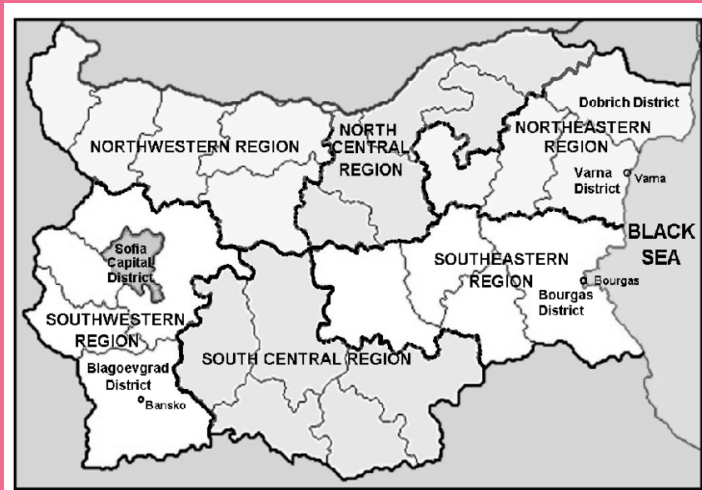 Dobrich District
NORTHWESTERN REGION
NORTH
CENTRAL
REGION
NORTHEASTERN
REGION
Varna
District
Varna
BLACK
SEA
Sofia
Capital
District
SOUTHEASTERN
REGION
Bourgas
Bourgas
District
SOUTHWESTERN
REGION
SOUTH CENTRAL REGION
Blagoevgrad
District
Bansko